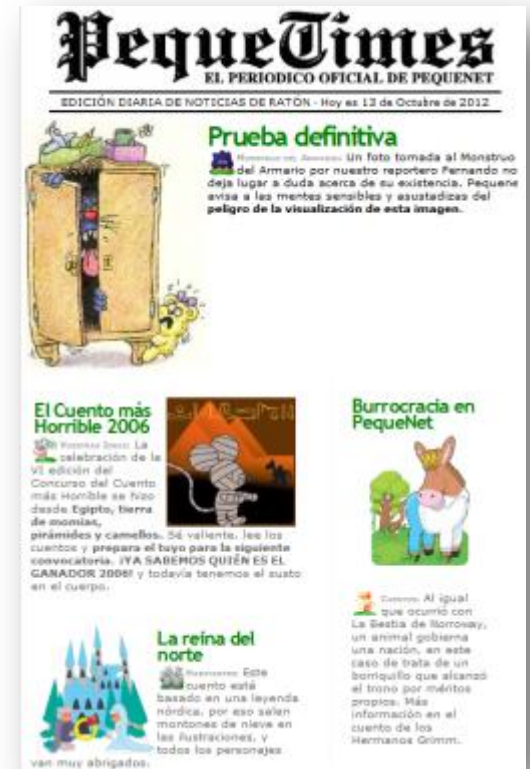 PequeTimes
EL PERIODICO OFICIAL DE PEQUENET
EDICIÓN DIARIA DE NOTICIAS DE RATÓN - Hoy es 13 de Octubre de 2012
Prueba definitiva
Un foto tomada al Monstruo
del Armario por nuestro reportero Fernando no
deja lugar a duda acerca de su existencia. Pequene
avisa a las mentes sensibles y asustadizas del
peligro de la visualización de esta imagen.
El Cuento más
Horrible 2006
La
celebración de la
VI edición del
Concurso del Cuento
más Horrible se hizo
desde Egipto, tierra
de momias,
pirámides y camellos. Sé valiente, lee los
cuentos y prepara el tuyo para la siguiente
convocatoria. ¡YA SABEMOS QUIÉN ES EL
GANADOR 2006! y todavía tenemos el susto
en el cuerpo.
Burrocracia en
PequeNet
Al igual
que ocurrió con
La Bestia de Norroway,
un animal gobierna
una nación, en este
caso de trata de un
borriquillo que alcanzó
el trono por méritos
propios. Más
información en el
cuento de los
Hermanos Grimm.
La reina del
norte
Este
cuento está
basado en una leyenda
nórdica, por eso salen
montones de nieve en
las ilustraciones, y
todos los personajes
van muy abrigados.